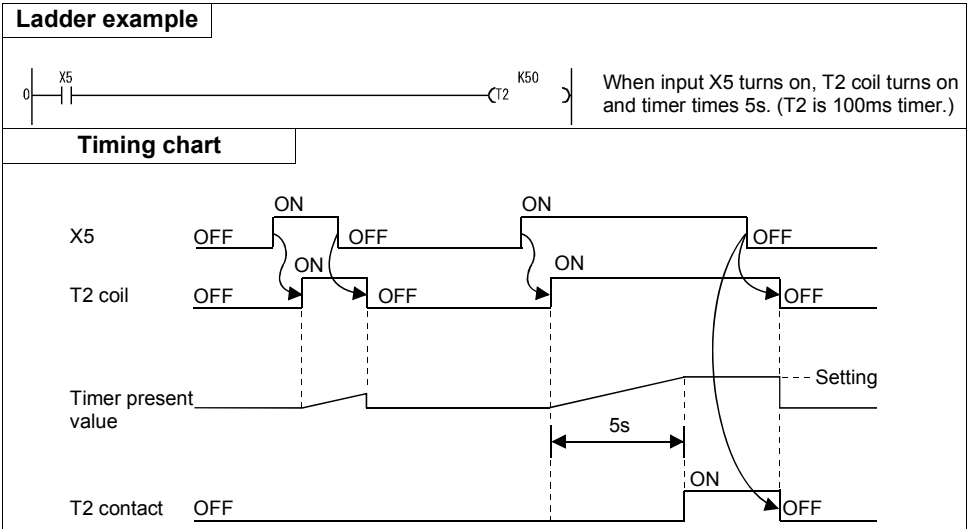 Ladder example
0 X5 T2 K50
When input X5 turns on, T2 coil turns on
and timer times 5s. (T2 is 100ms timer.)
Timing chart
ON ON
X5 OFF OFF OFF
ON ON
T2 coil OFF OFF OFF
Setting
Timer present
value
5s
ON
T2 contact OFF OFF